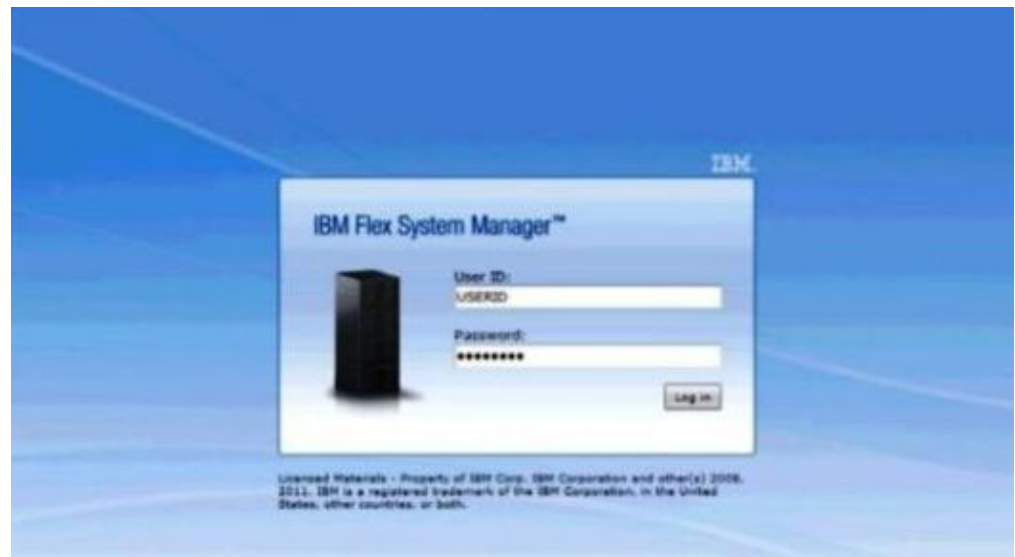 IBM.
IBM Flex System Manager™
User ID:
USERID
Password:
••••••••
Log in
Licensed Materials - Property of IBM Corp. IBM Corporation and other(s) 2008,
2011. IBM is a registered trademark of the IBM Corporation, in the United
States, other countries, or both.